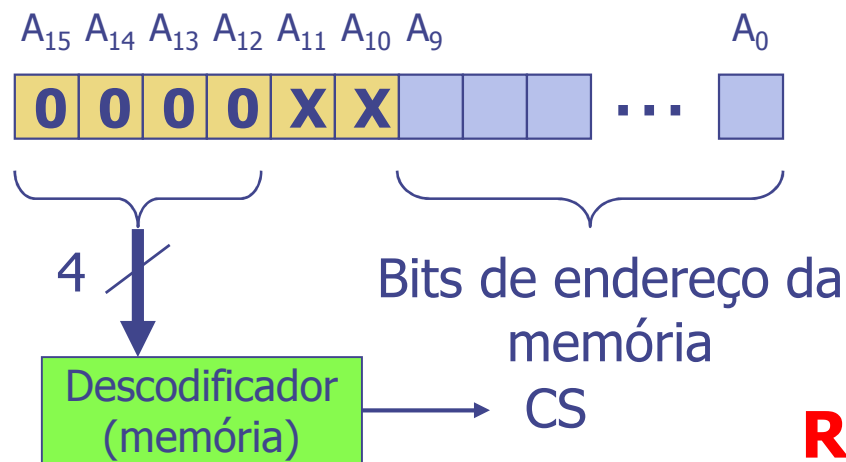 A15 A14 A13 A12 A11 A10 A9 A0
0 0 0 0 X X ...
4
Bits de endereço da
memória
Descodificador
(memória)
CS
R